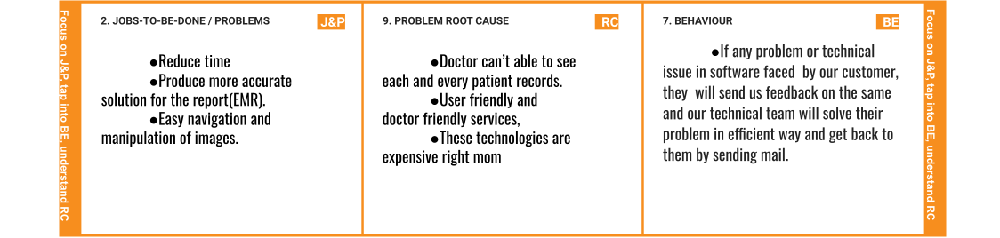 Focus on J&P, tap into BE, understand RC
2. JOBS-TO-BE-DONE / PROBLEMS
J&P
●Reduce time
●Produce more accurate
solution for the report(EMR).
●Easy navigation and
manipulation of images.
9. PROBLEM ROOT CAUSE
RC
●Doctor can’t able to see
each and every patient records.
●User friendly and
doctor friendly services,
●These technologies are
expensive right mom
7. BEHAVIOUR
BE
●If any problem or technical
issue in software faced by our customer,
they will send us feedback on the same
and our technical team will solve their
problem in efficient way and get back to
them by sending mail.
Focus on J&P, tap into BE, understand RC